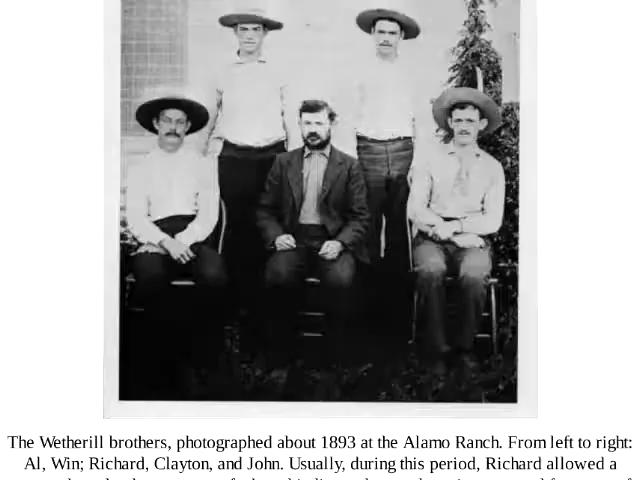 The Wetherill brothers, photographed about 1893 at the Alamo Ranch. From left to right:
Al, Win; Richard, Clayton, and John. Usually, during this period, Richard allowed a